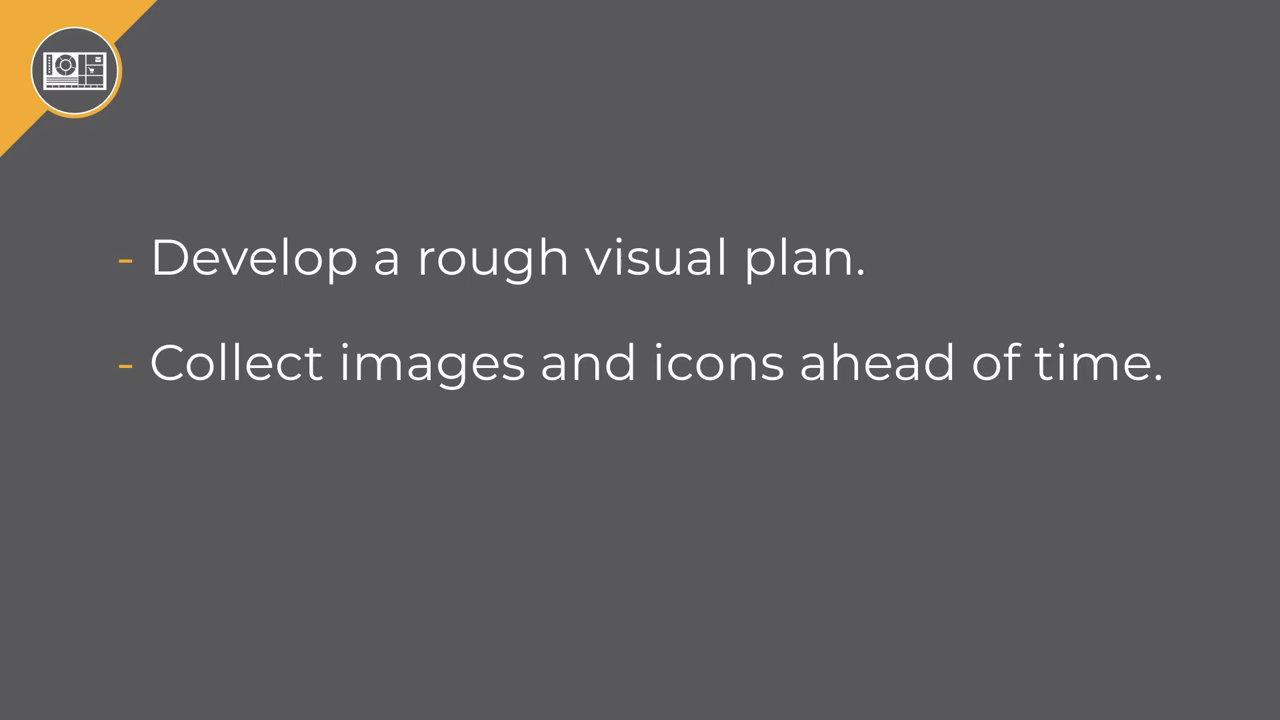 - Develop a rough visual plan.
- Collect images and icons ahead of time.